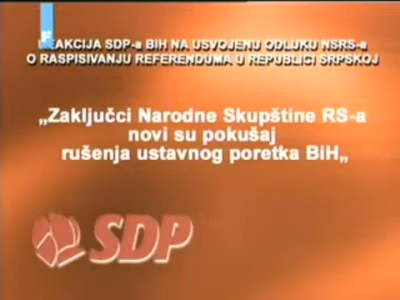 REAKCIJA SDP-a BIH NA USVOJENU ODLUKU NSRS-a
O RASPISIVANJU REFERENDUMA U REPUBLICI SRPSKOJ
„Zaključci Narodne Skupštine RS-a
novi su pokušaj
rušenja ustavnog poretka BiH„
SDP